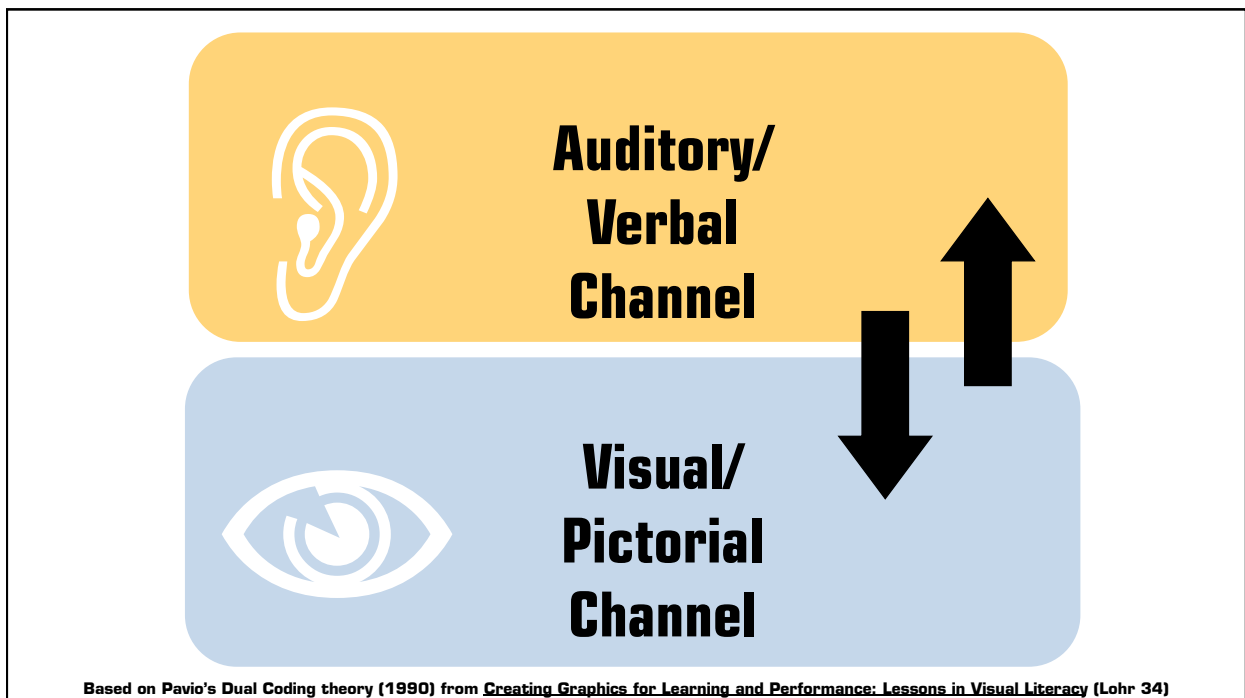 Auditory/
Verbal
Channel
Visual/
Pictorial
Channel
Based on Pavio's Dual Coding theory (1990) from Creating Graphics for Learning and Performance: Lessons in Visual Literacy (Lohr 34)